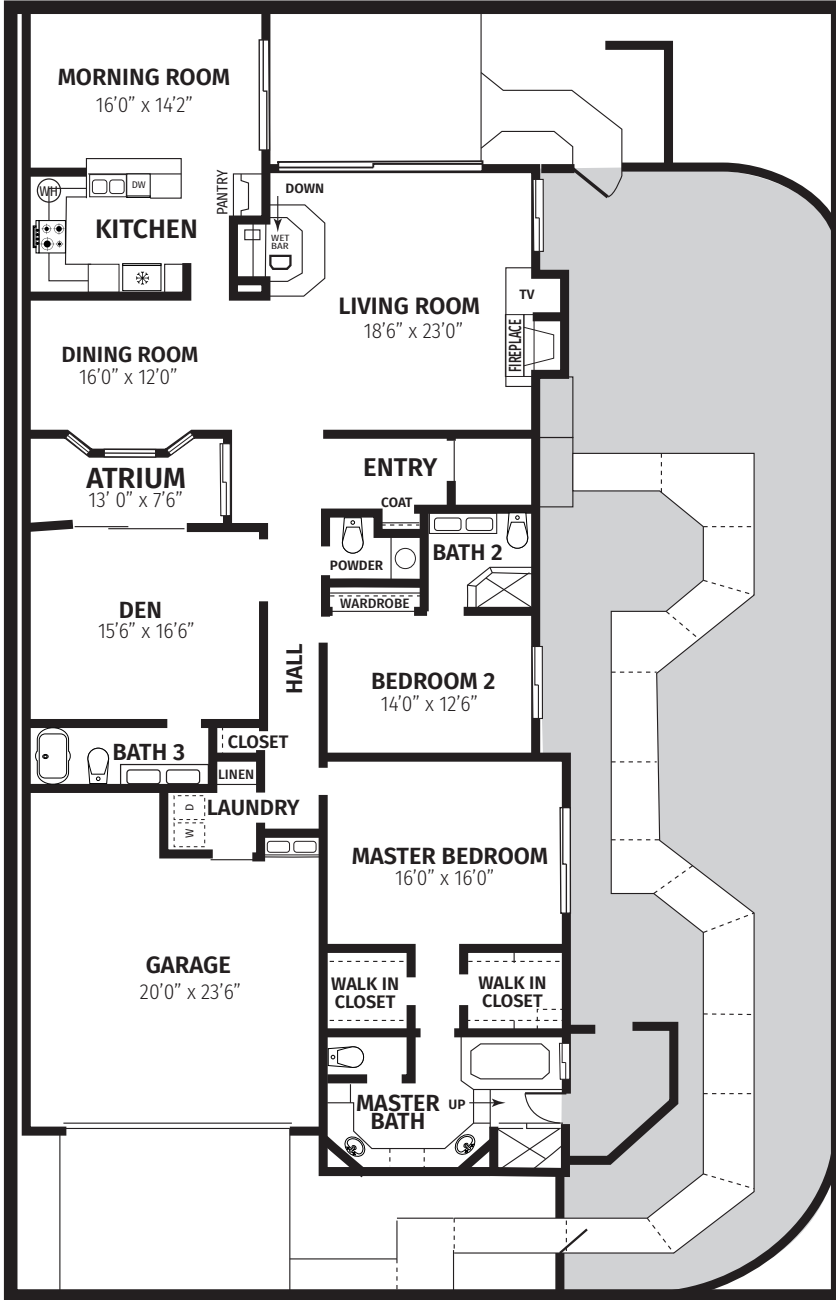 MORNING ROOM
16’0” x 14’2”
WH
DW
PANTRY
DOWN
KITCHEN
WET
BAR
LIVING ROOM
18’6” x 23’0”
TV
FIREPLACE
DINING ROOM
16’0” x 12’0”
ATRIUM
13’ 0” x 7’6”
ENTRY
COAT
POWDER
BATH 2
WARDROBE
DEN
15’6” x 16’6”
HALL
BEDROOM 2
14’0” x 12’6”
BATH 3
CLOSET
LINEN
D
W
LAUNDRY
MASTER BEDROOM
16’0” x 16’0”
GARAGE
20’0” x 23’6”
WALK IN
CLOSET
WALK IN
CLOSET
MASTER
BATH
UP